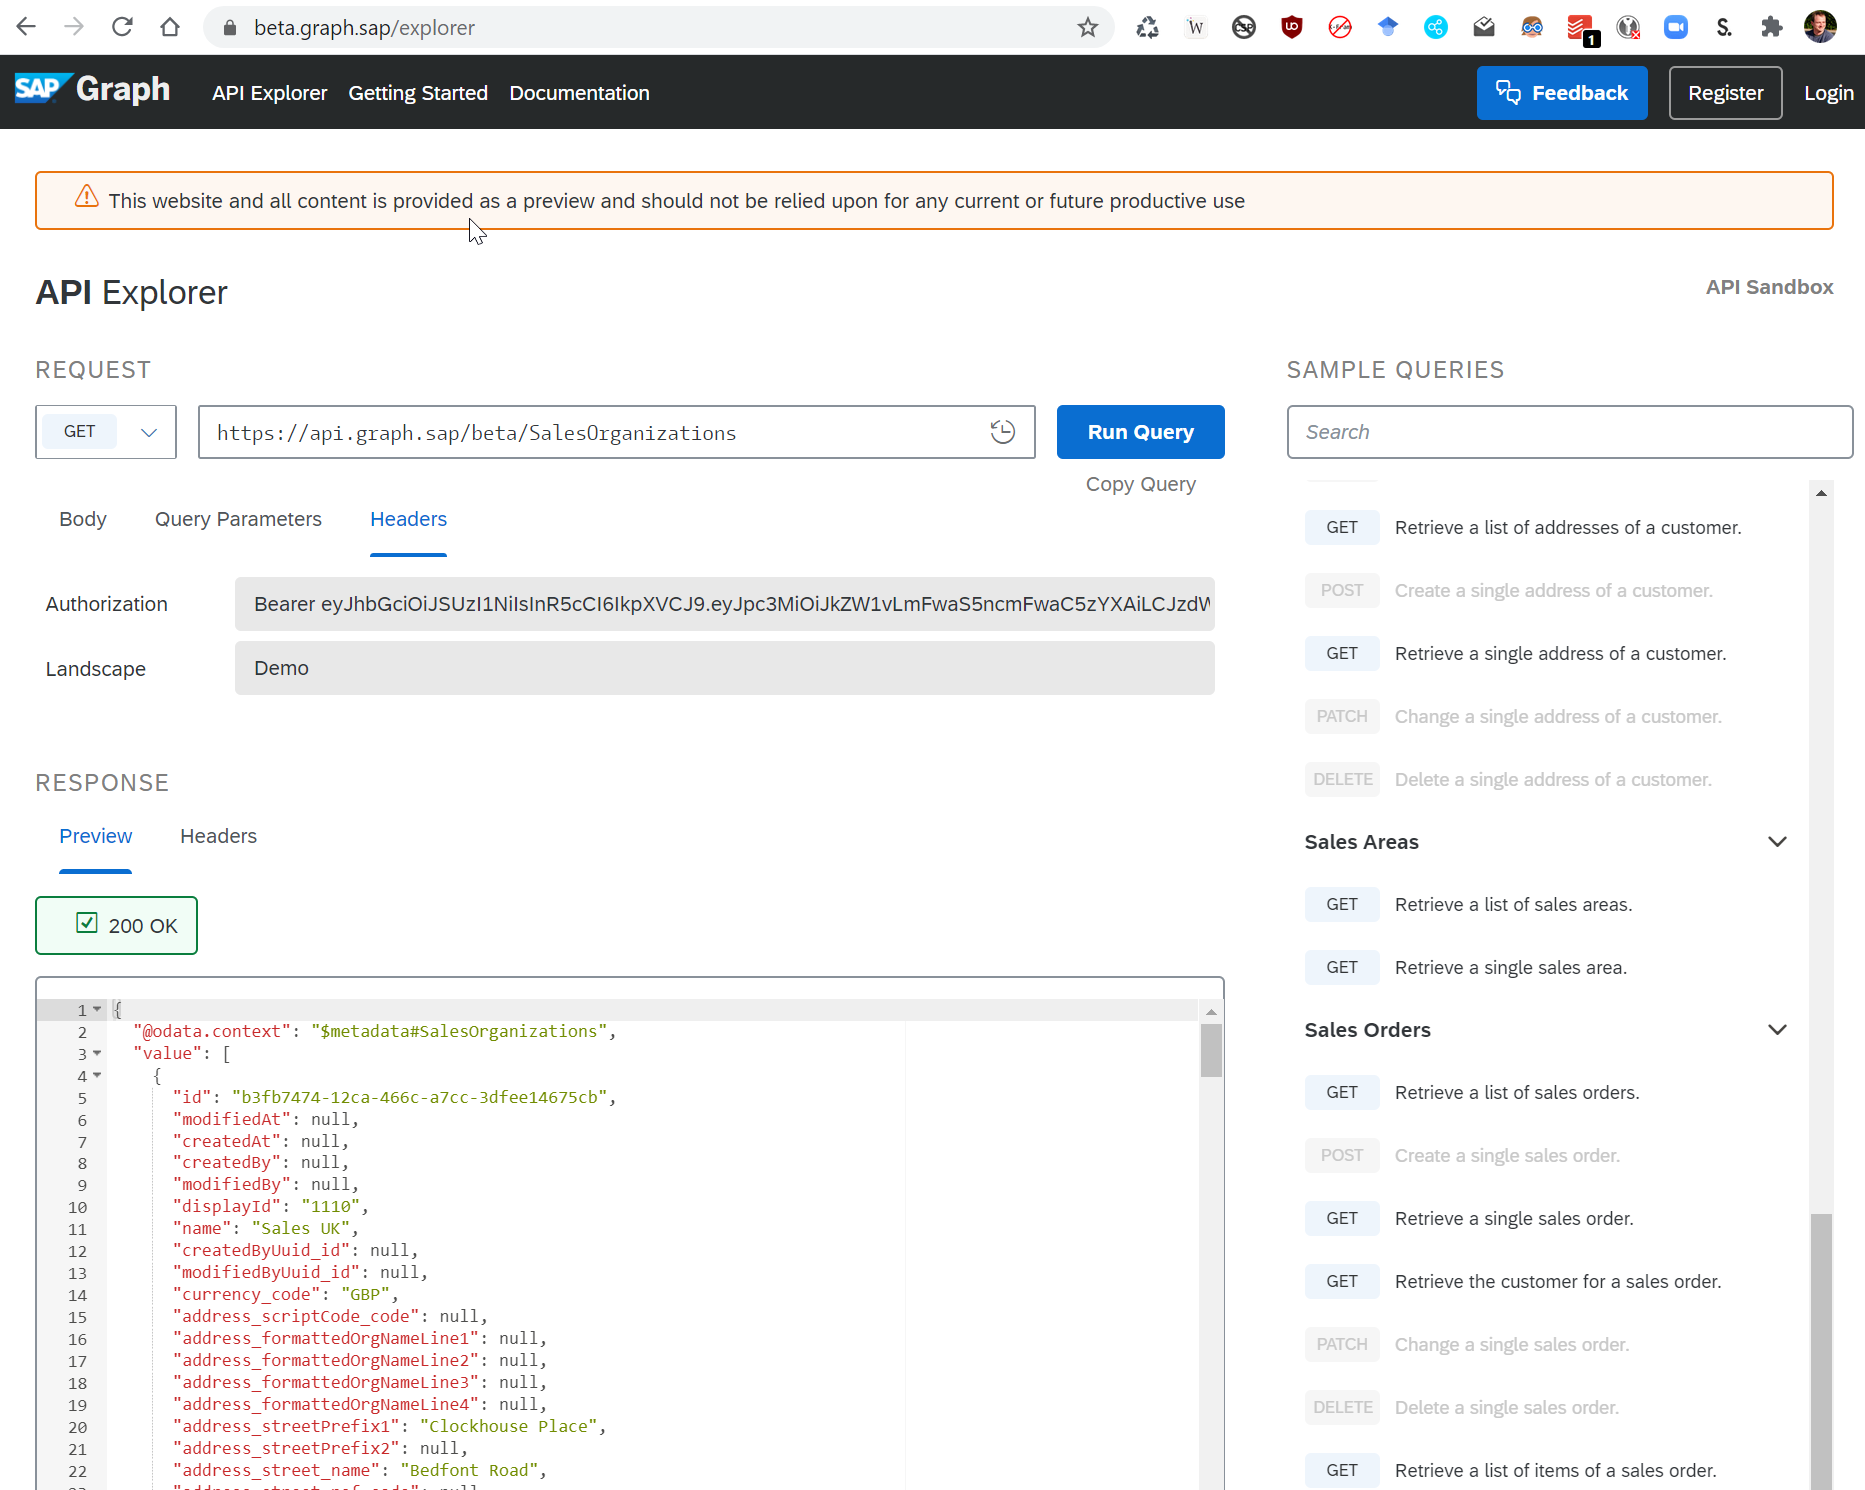 beta.graph.sap/explorer
W
CSP
1
S.
SAP Graph
API Explorer
Getting Started
Documentation
Feedback
Register
Login
This website and all content is provided as a preview and should not be relied upon for any current or future productive use
API Explorer
API Sandbox
REQUEST
GET
https://api.graph.sap/beta/SalesOrganizations
Run Query
Copy Query
Body
Query Parameters
Headers
Authorization
Bearer eyJhbGciOiJSUzI1NiIsInR5cCI6IkpXVCJ9.eyJpc3MiOiJkZW1vLmFwaS5ncmFwaC5zYXAiLCJzdW
Landscape
Demo
RESPONSE
Preview
Headers
200 OK
1 {
2 "@odata.context": "$metadata#SalesOrganizations",
3 "value": [
4 {
5 "id": "b3fb7474-12ca-466c-a7cc-3dfee14675cb",
6 "modifiedAt": null,
7 "createdAt": null,
8 "createdBy": null,
9 "modifiedBy": null,
10 "displayId": "1110",
11 "name": "Sales UK",
12 "createdByUuid_id": null,
13 "modifiedByUuid_id": null,
14 "currency_code": "GBP",
15 "address_scriptCode_code": null,
16 "address_formattedOrgNameLine1": null,
17 "address_formattedOrgNameLine2": null,
18 "address_formattedOrgNameLine3": null,
19 "address_formattedOrgNameLine4": null,
20 "address_streetPrefix1": "Clockhouse Place",
21 "address_streetPrefix2": null,
22 "address_street_name": "Bedfont Road",
SAMPLE QUERIES
Search
GET Retrieve a list of addresses of a customer.
POST Create a single address of a customer.
GET Retrieve a single address of a customer.
PATCH Change a single address of a customer.
DELETE Delete a single address of a customer.
Sales Areas
GET Retrieve a list of sales areas.
GET Retrieve a single sales area.
Sales Orders
GET Retrieve a list of sales orders.
POST Create a single sales order.
GET Retrieve a single sales order.
GET Retrieve the customer for a sales order.
PATCH Change a single sales order.
DELETE Delete a single sales order.
GET Retrieve a list of items of a sales order.